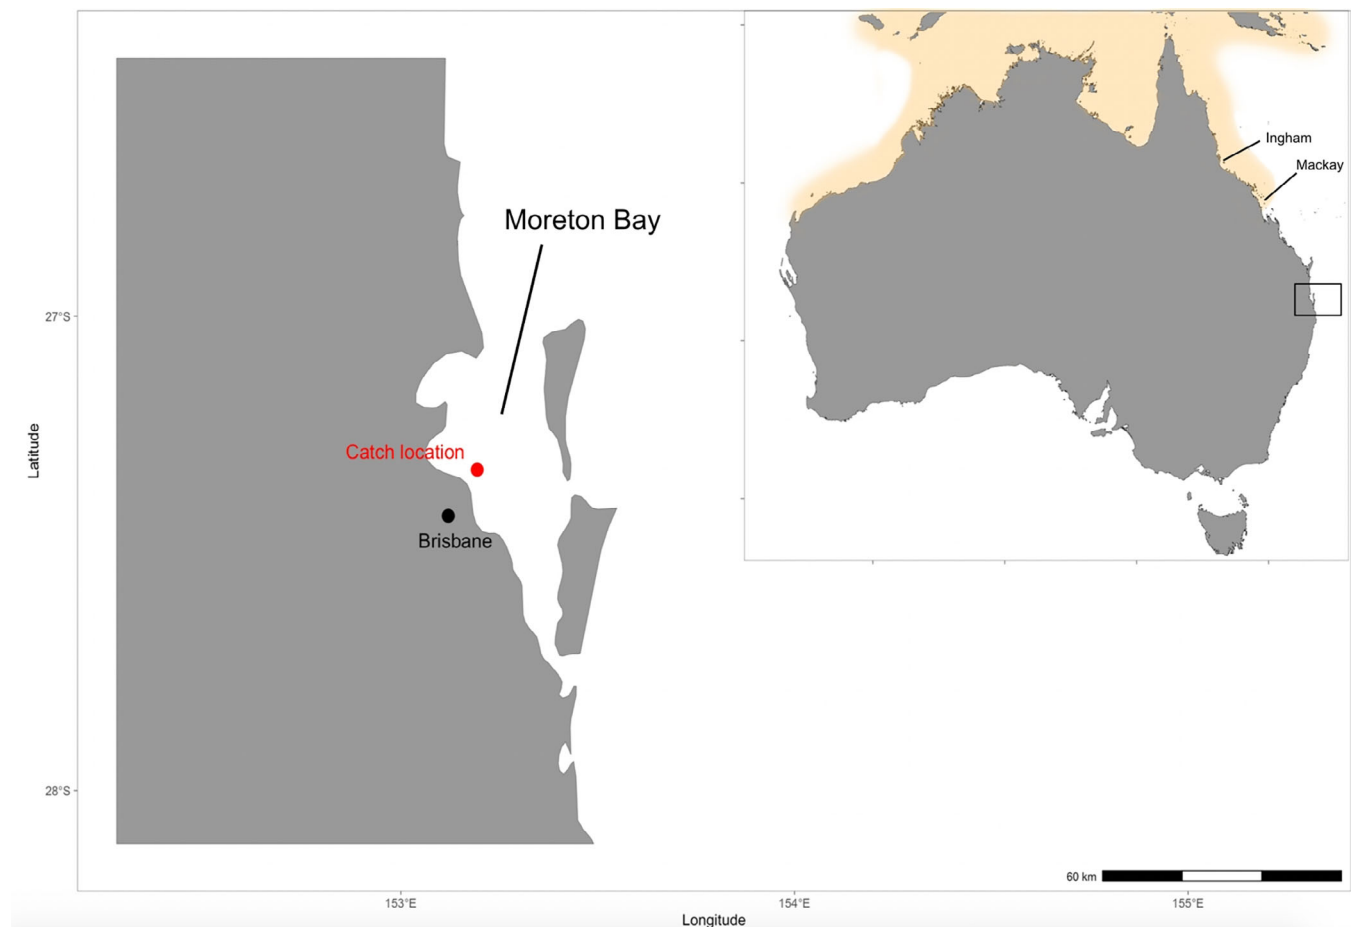 Ingham
Mackay
Moreton Bay
27°S
Catch location
Latitude
Brisbane
28°S
60 km
153°E
154°E
155°E
Longitude